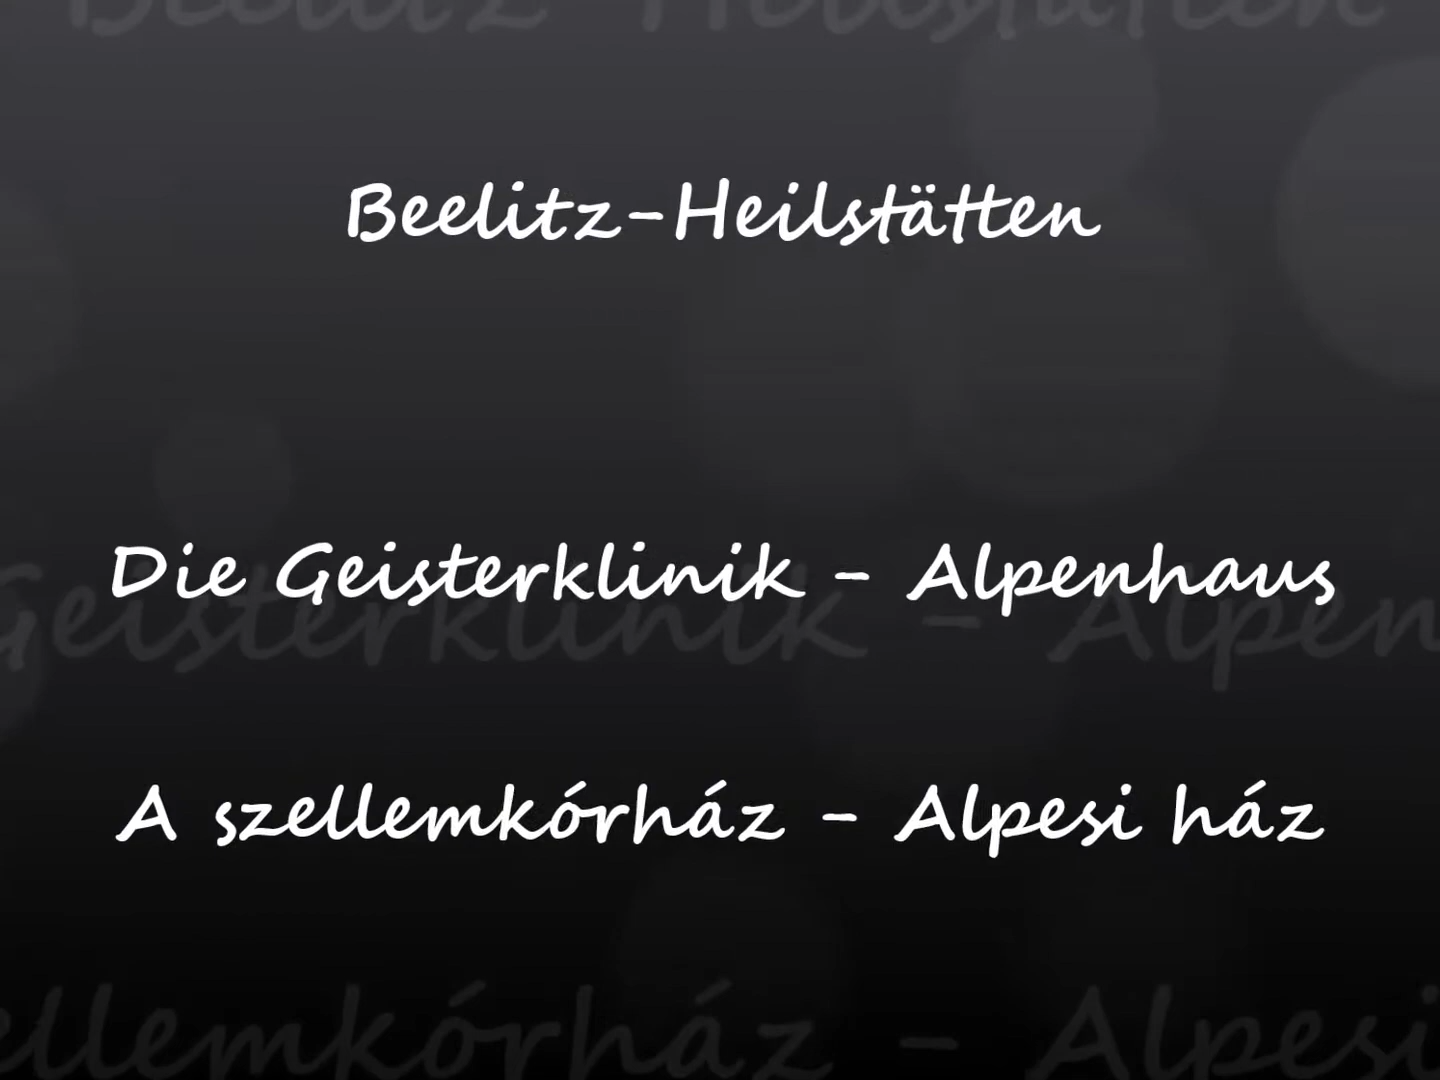 Beelitz-Heilstätten
Die Geisterklinik - Alpenhaus
A szellemkórház - Alpesi ház